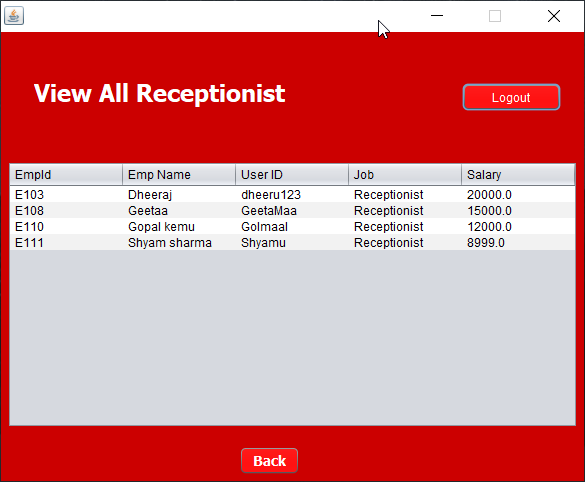 View All Receptionist
Logout
EmpId Emp Name User ID Job Salary
E103 Dheeraj dheeru123 Receptionist 20000.0
E108 Geetaa GeetaMaa Receptionist 15000.0
E110 Gopal kemu Golmaal Receptionist 12000.0
E111 Shyam sharma Shyamu Receptionist 8999.0
Back